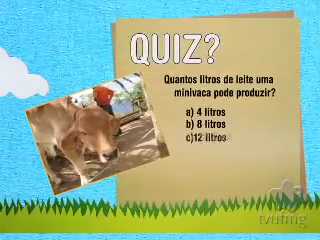 QUIZ?
Quantos litros de leite uma
minivaca pode produzir?
a) 4 litros
b) 8 litros
c)12 litros
tvufmg